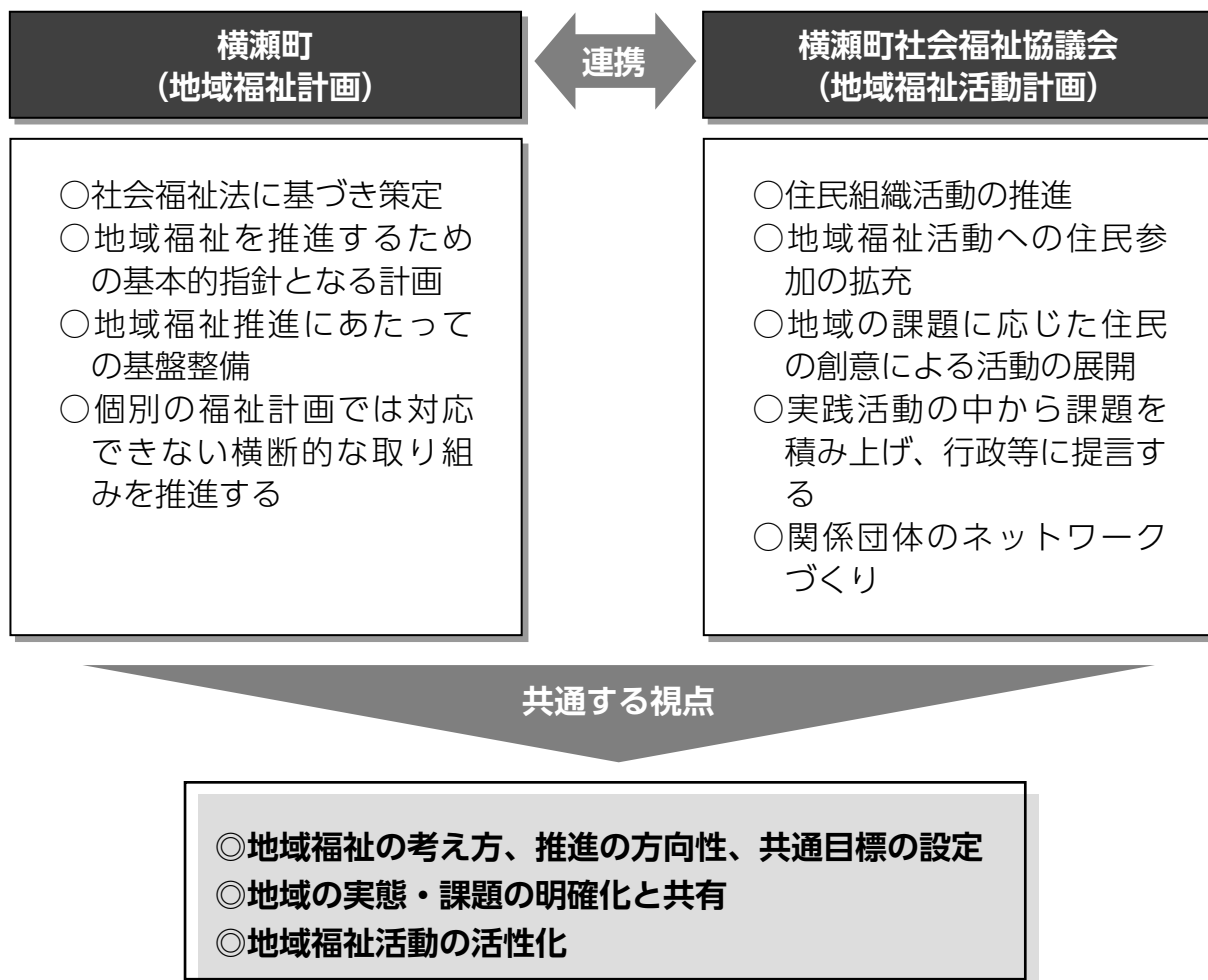 横瀬町
（地域福祉計画）
連携
横瀬町社会福祉協議会
（地域福祉活動計画）
○社会福祉法に基づき策定
○地域福祉を推進するため
の基本的指針となる計画
○地域福祉推進にあたって
の基盤整備
○個別の福祉計画では対応
できない横断的な取り組
みを推進する
○住民組織活動の推進
○地域福祉活動への住民参
加の拡充
○地域の課題に応じた住民
の創意による活動の展開
○実践活動の中から課題を
積み上げ、行政等に提言す
る
○関係団体のネットワーク
づくり
共通する視点
◎地域福祉の考え方、推進の方向性、共通目標の設定
◎地域の実態・課題の明確化と共有
◎地域福祉活動の活性化